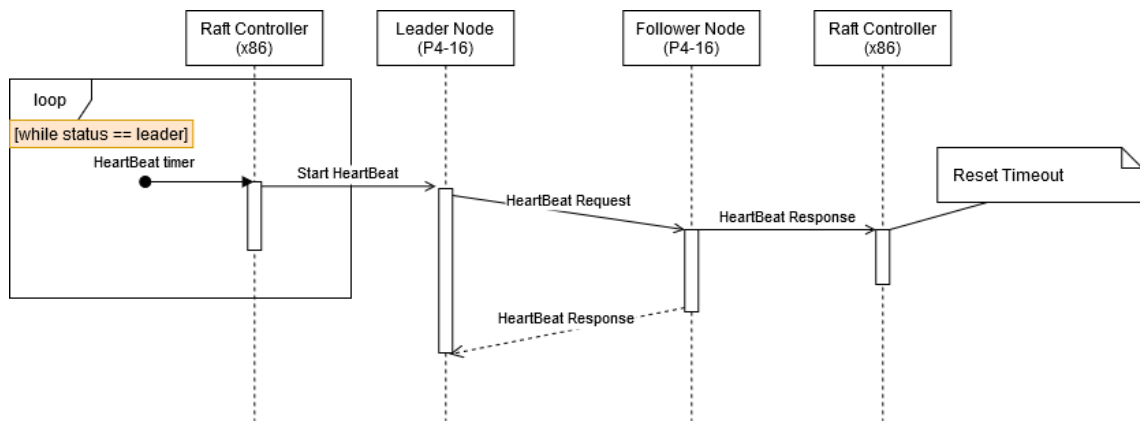 Raft Controller
(x86)
Leader Node
(P4-16)
Follower Node
(P4-16)
Raft Controller
(x86)
loop
[while status == leader]
HeartBeat timer
Start HeartBeat
HeartBeat Request
HeartBeat Response
Reset Timeout
HeartBeat Response